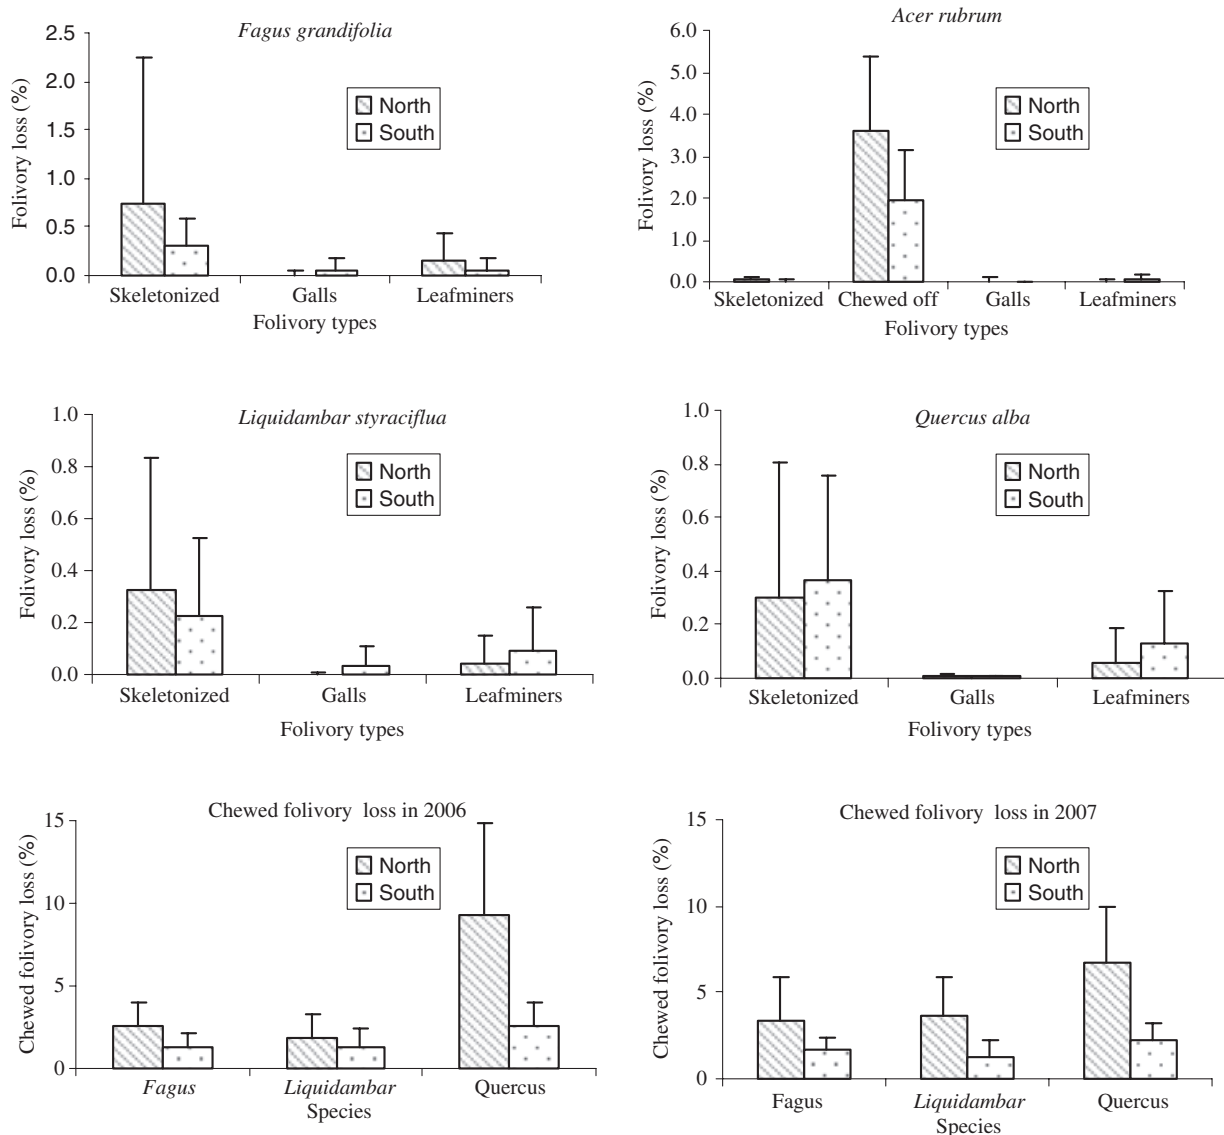 Fagus grandifolia
Folivory loss (%)
2.5
2.0
1.5
1.0
0.5
0.0
North
South
Skeletonized Galls Leafminers
Folivory types
Acer rubrum
Folivory loss (%)
6.0
5.0
4.0
3.0
2.0
1.0
0.0
North
South
Skeletonized Chewed off Galls Leafminers
Folivory types
Liquidambar styraciflua
Folivory loss (%)
1.0
0.8
0.6
0.4
0.2
0.0
North
South
Skeletonized Galls Leafminers
Folivory types
Quercus alba
Folivory loss (%)
1.0
0.8
0.6
0.4
0.2
0.0
North
South
Skeletonized Galls Leafminers
Folivory types
Chewed folivory loss in 2006
Chewed folivory loss (%)
15
10
5
0
North
South
Fagus Liquidambar Quercus
Species
Chewed folivory loss in 2007
Chewed folivory loss (%)
15
10
5
0
North
South
Fagus Liquidambar Quercus
Species